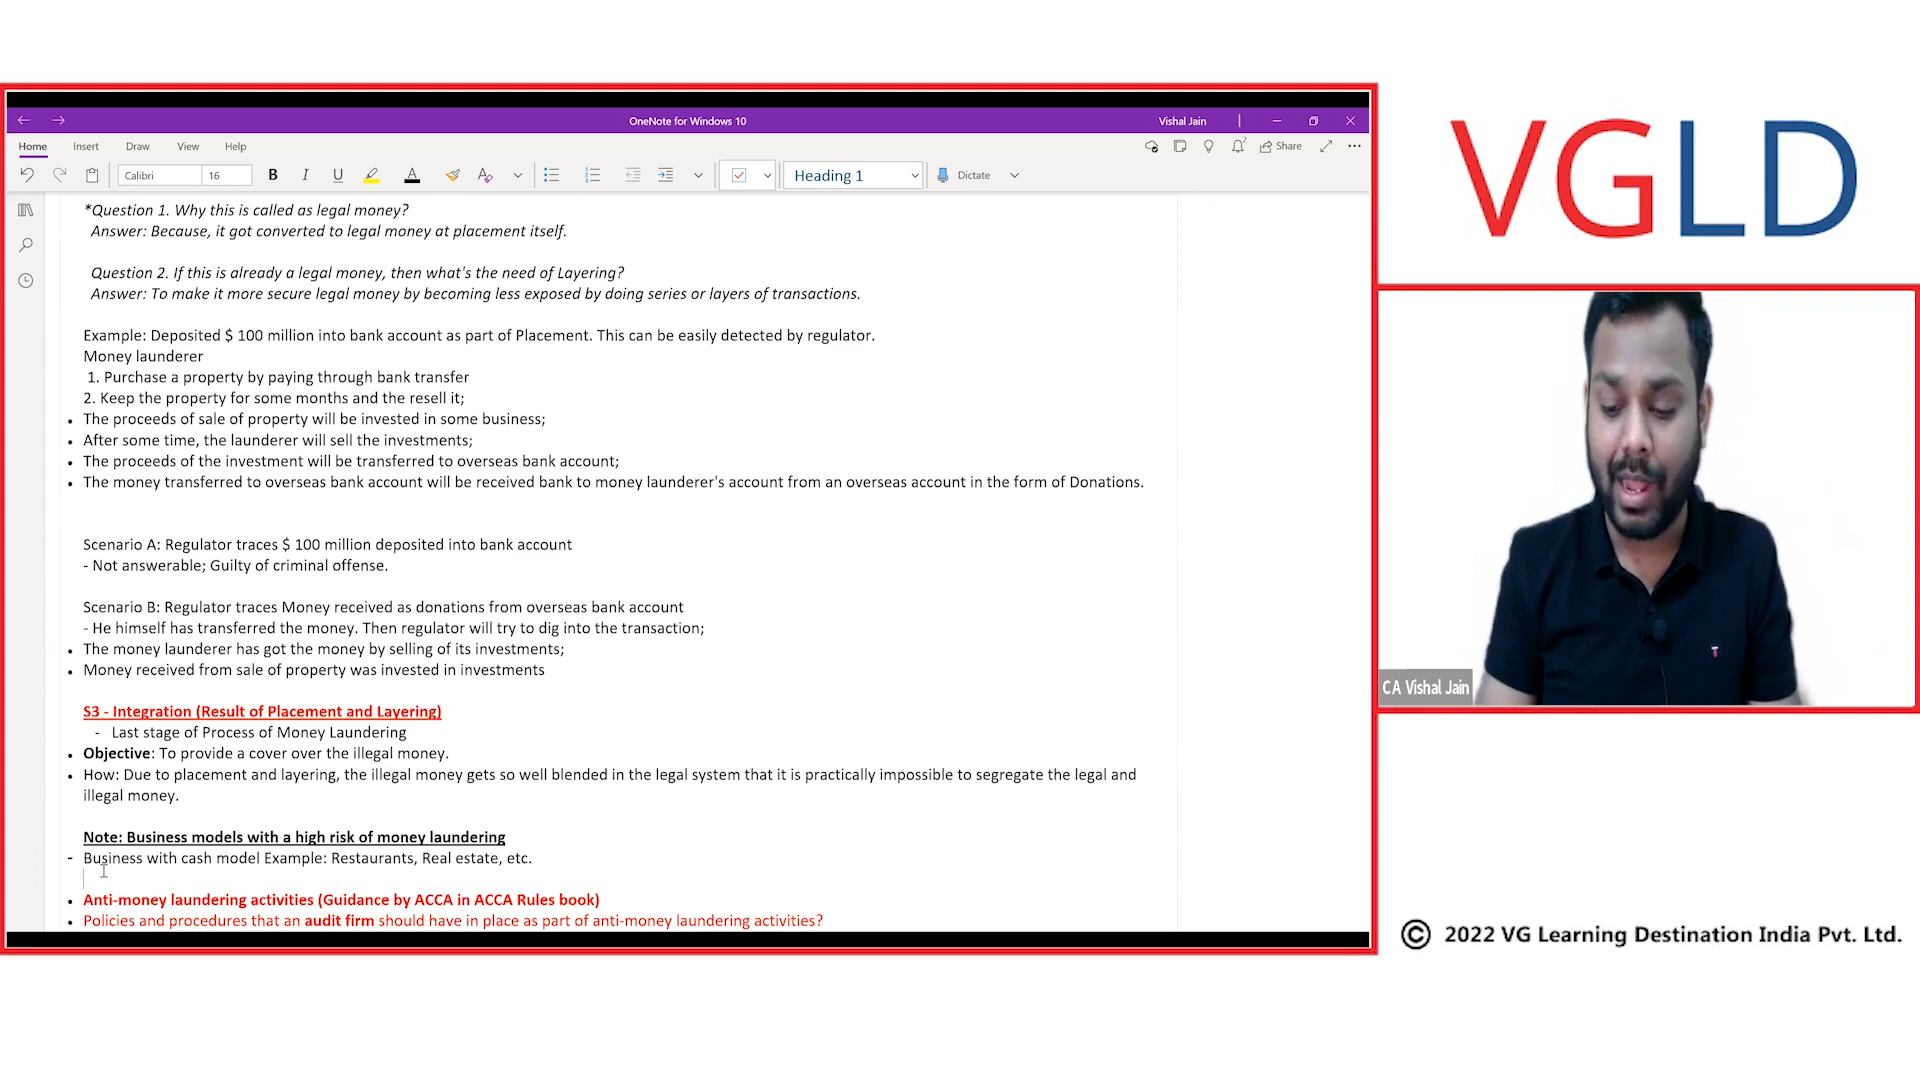 OneNote for Windows 10
Vishal Jain
Home Insert Draw View Help
Share
Calibri 16 B I U A Heading 1 Dictate
*Question 1. Why this is called as legal money?
Answer: Because, it got converted to legal money at placement itself.
Question 2. If this is already a legal money, then what's the need of Layering?
Answer: To make it more secure legal money by becoming less exposed by doing series or layers of transactions.
Example: Deposited $ 100 million into bank account as part of Placement. This can be easily detected by regulator.
Money launderer
1. Purchase a property by paying through bank transfer
2. Keep the property for some months and the resell it;
• The proceeds of sale of property will be invested in some business;
• After some time, the launderer will sell the investments;
• The proceeds of the investment will be transferred to overseas bank account;
• The money transferred to overseas bank account will be received bank to money launderer's account from an overseas account in the form of Donations.
Scenario A: Regulator traces $ 100 million deposited into bank account
- Not answerable; Guilty of criminal offense.
Scenario B: Regulator traces Money received as donations from overseas bank account
- He himself has transferred the money. Then regulator will try to dig into the transaction;
• The money launderer has got the money by selling of its investments;
• Money received from sale of property was invested in investments
S3 - Integration (Result of Placement and Layering)
- Last stage of Process of Money Laundering
• Objective: To provide a cover over the illegal money.
• How: Due to placement and layering, the illegal money gets so well blended in the legal system that it is practically impossible to segregate the legal and
illegal money.
Note: Business models with a high risk of money laundering
- Business with cash model Example: Restaurants, Real estate, etc.
• Anti-money laundering activities (Guidance by ACCA in ACCA Rules book)
• Policies and procedures that an audit firm should have in place as part of anti-money laundering activities?
VGLD
CA Vishal Jain
© 2022 VG Learning Destination India Pvt. Ltd.